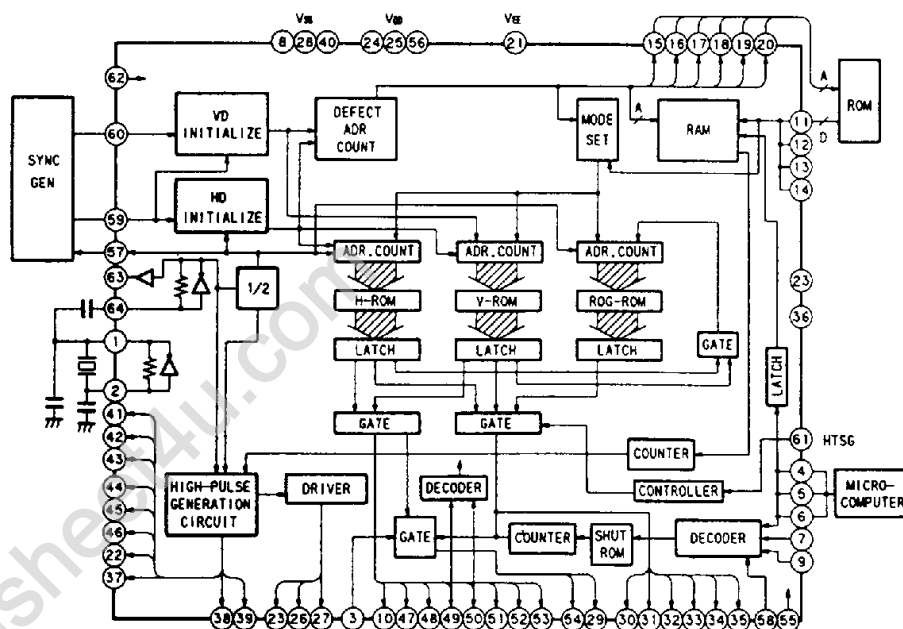 VSS VDD VEE
8 28 40 24 25 56 21 15 16 17 18 19 20
62
SYNC GEN
60
VD INITIALIZE
DEFECT ADR COUNT
MODE SET
A
RAM
A
ROM
D
11
12
13
14
59
HD INITIALIZE
57
63
64
1/2
ADR.COUNT ADR.COUNT ADR.COUNT
H-ROM V-ROM ROG-ROM
LATCH LATCH LATCH
GATE
23
36
1
2
LATCH
GATE GATE
61 HTSG
41
42
43
44
45
46
22
37
COUNTER
CONTROLLER
4
5
6
7
9
MICRO-COMPUTER
HIGH-PULSE GENERATION CIRCUIT
DRIVER
DECODER
GATE
COUNTER
SHUT ROM
DECODER
38 39 23 26 27 3 10 47 48 49 50 51 52 53 54 29 30 31 32 33 34 35 58 55
sheet4u.com